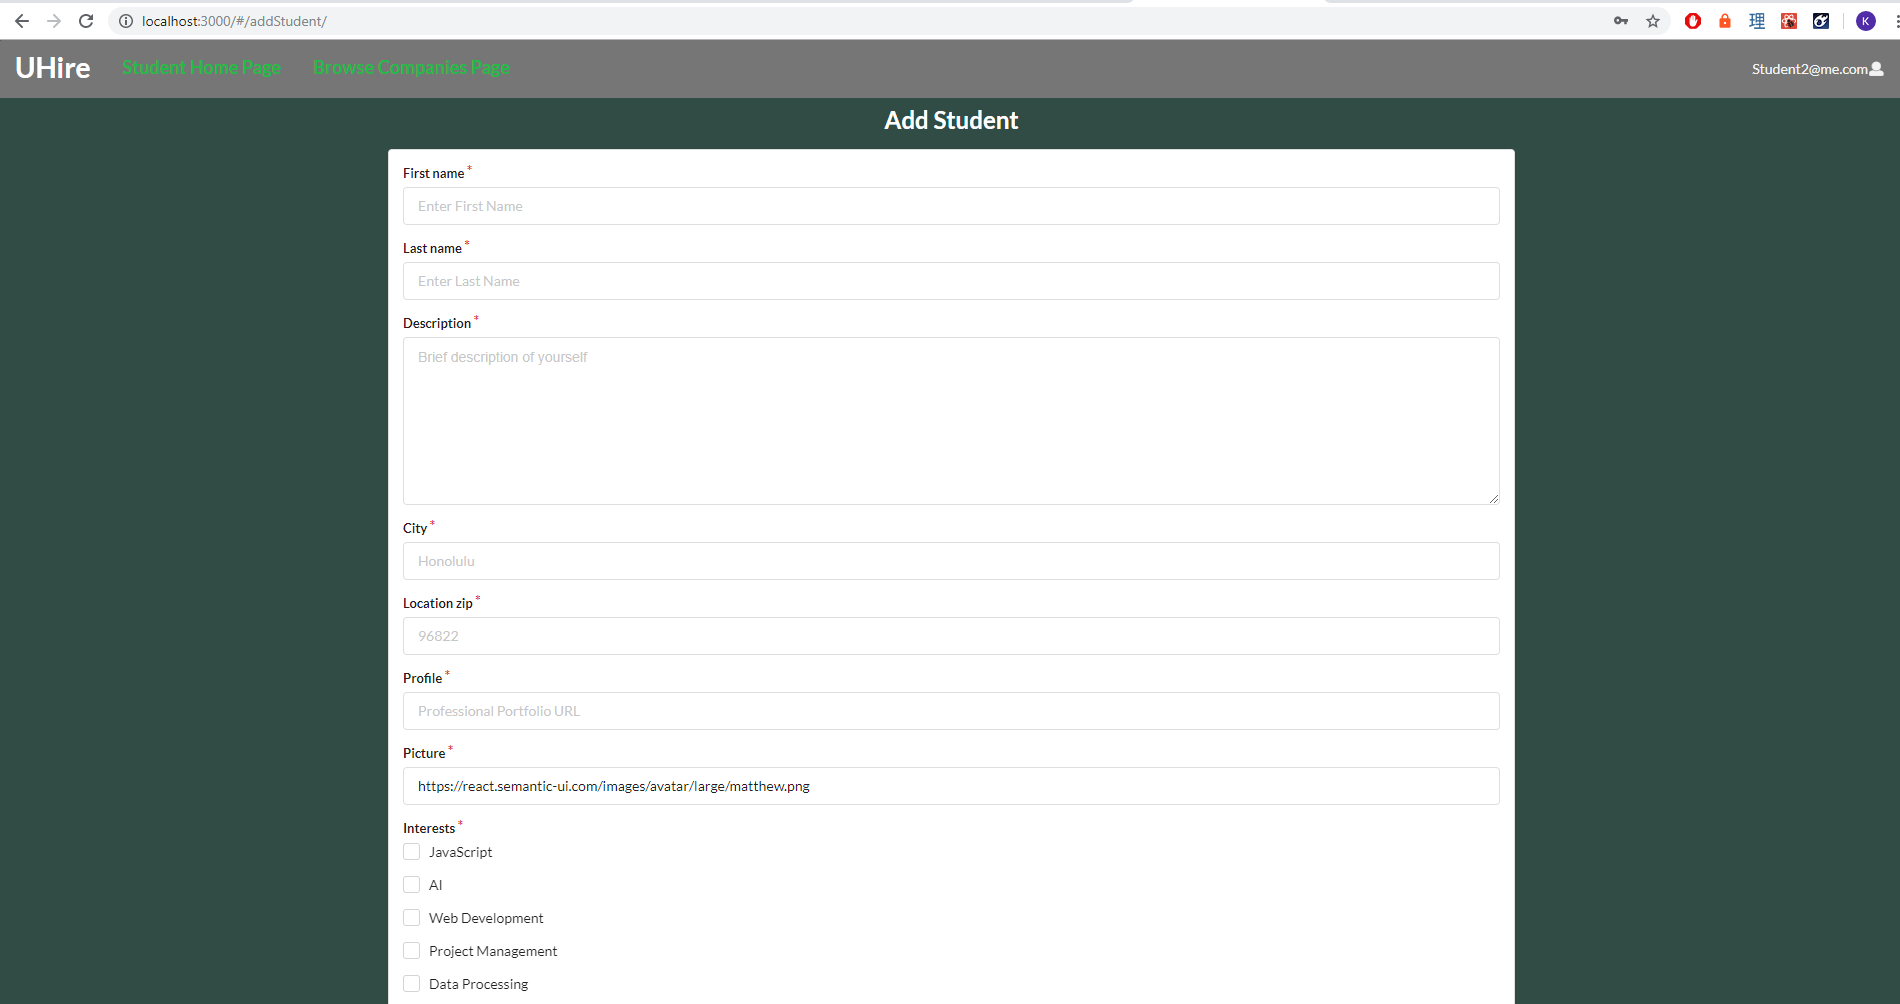 localhost:3000/#/addStudent/
理
K
UHire Student Home Page Browse Companies Page Student2@me.com
Add Student
First name *
Enter First Name
Last name *
Enter Last Name
Description *
Brief description of yourself
City *
Honolulu
Location zip *
96822
Profile *
Professional Portfolio URL
Picture *
https://react.semantic-ui.com/images/avatar/large/matthew.png
Interests *
JavaScript
AI
Web Development
Project Management
Data Processing